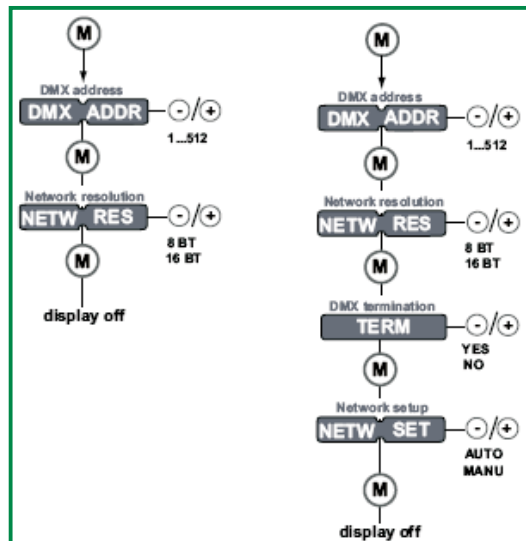 M
DMX address
DMX ADDR -/+
1...512
M
Network resolution
NETW RES -/+
8 BT
16 BT
M
display off
M
DMX address
DMX ADDR -/+
1...512
M
Network resolution
NETW RES -/+
8 BT
16 BT
M
DMX termination
TERM -/+
YES
NO
M
Network setup
NETW SET -/+
AUTO
MANU
M
display off